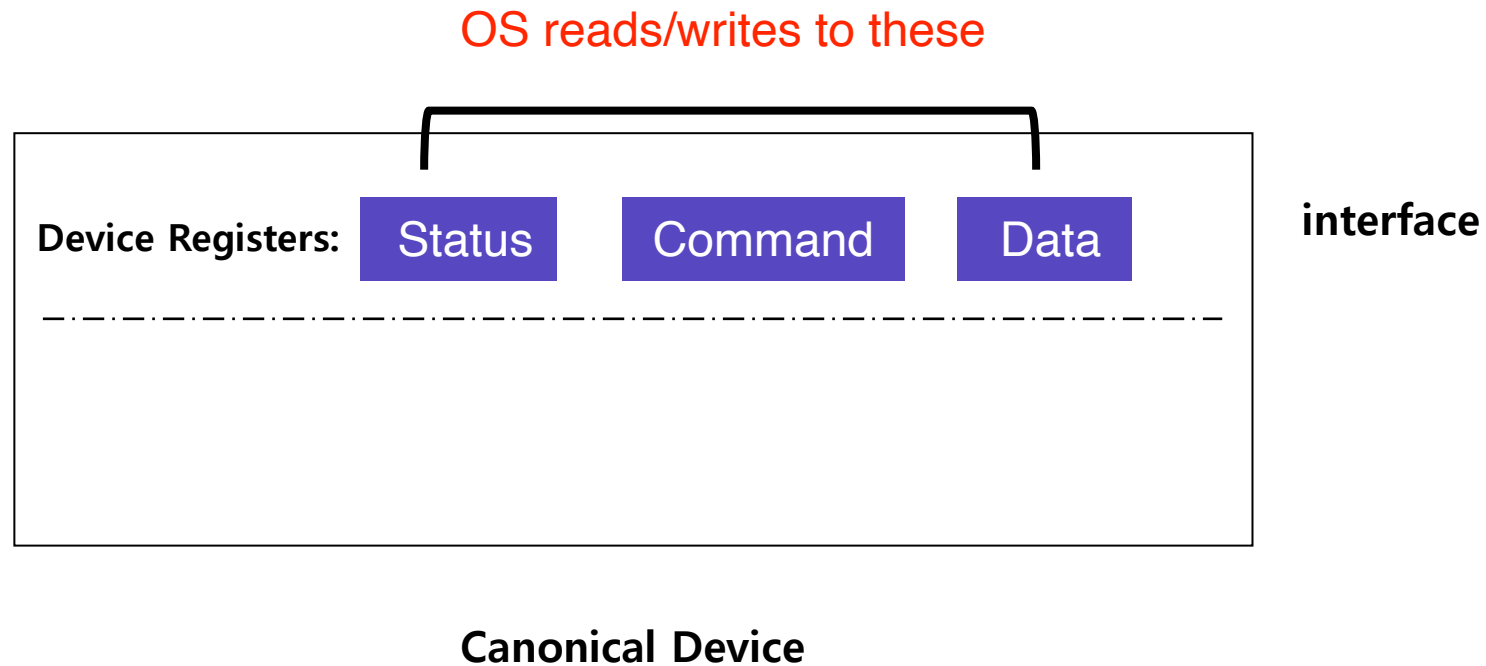 OS reads/writes to these
Device Registers: Status Command Data
interface
Canonical Device